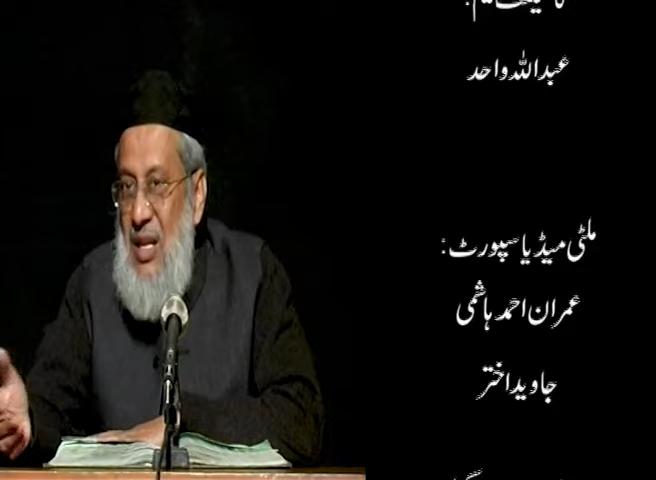 عبداللہ واحد
ملٹی میڈیا سپورٹ:
عمران احمد ہاشمی
جاوید اختر